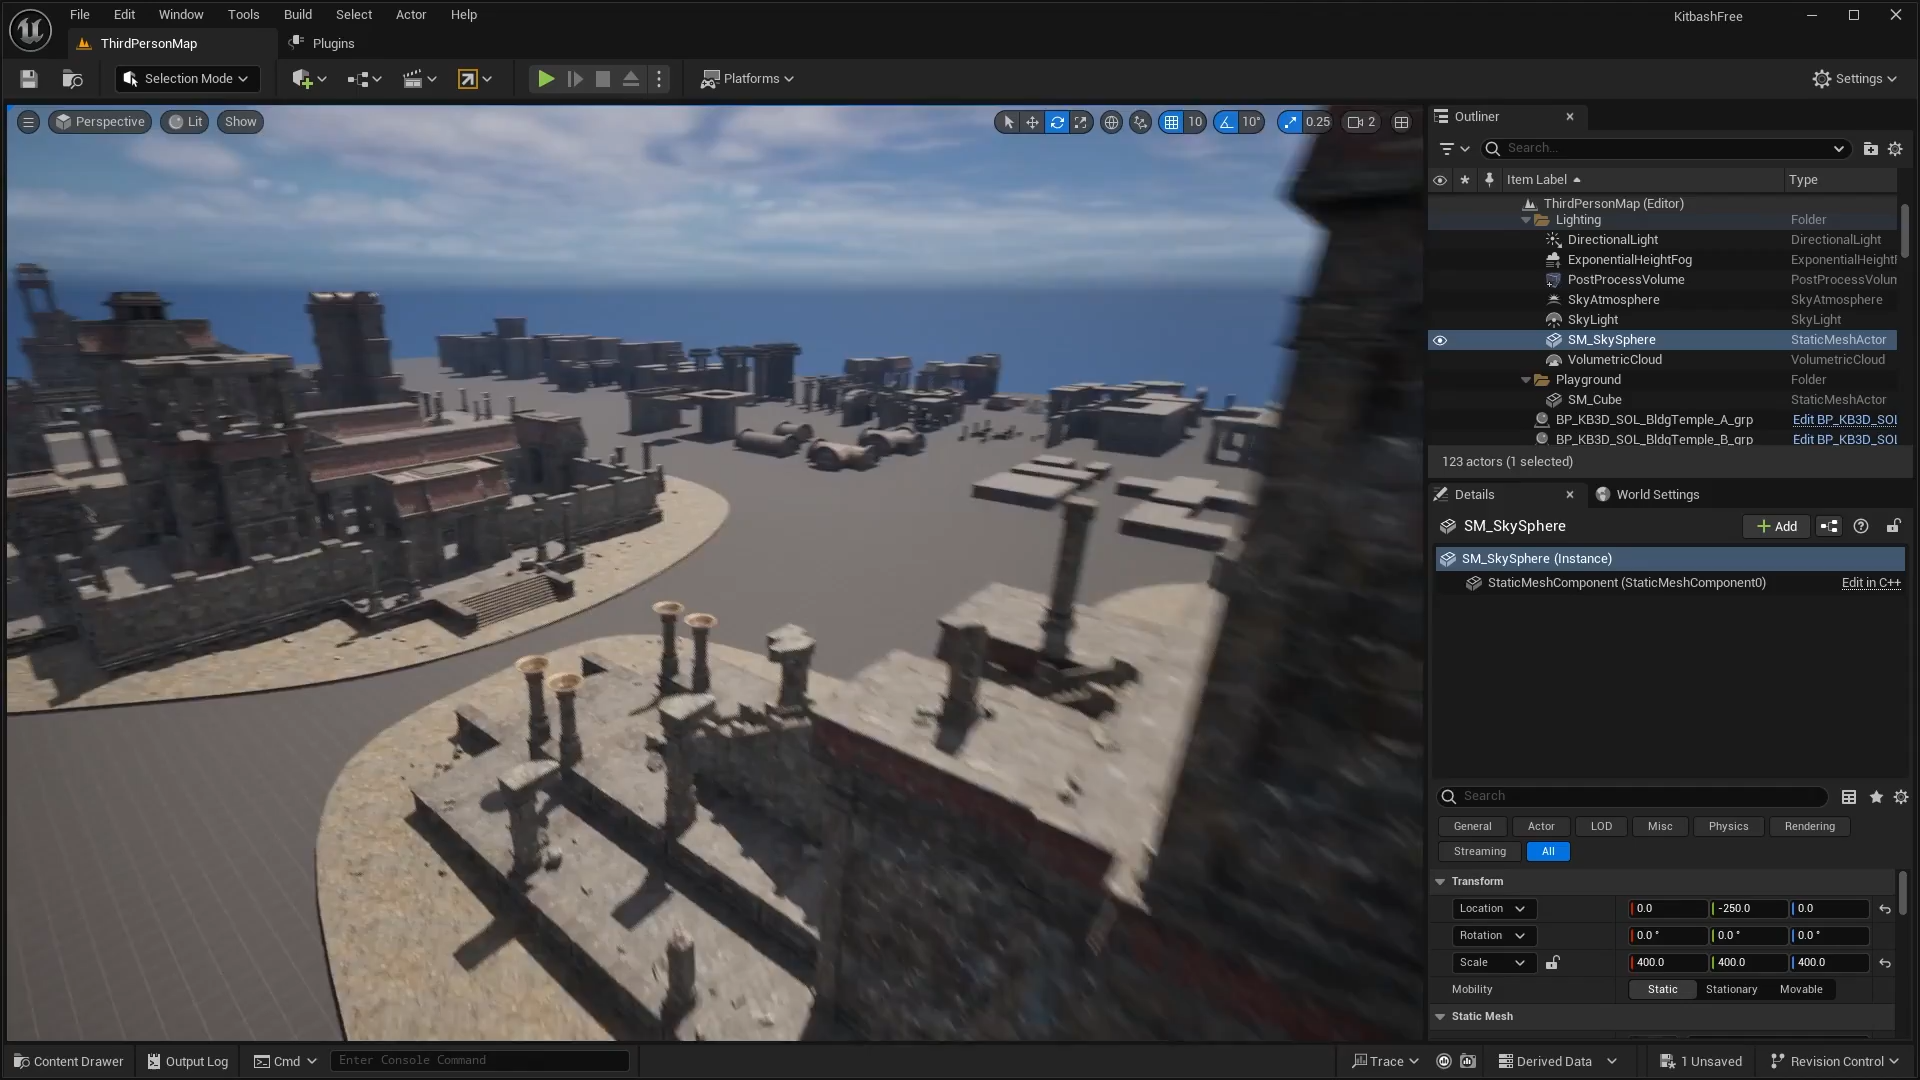 File Edit Window Tools Build Select Actor Help
KitbashFree
ThirdPersonMap
Plugins
Selection Mode
Platforms
Settings
Perspective
Lit
Show
10
10°
0.25
2
Outliner
Search...
Item Label
Type
ThirdPersonMap (Editor)
Lighting Folder
DirectionalLight DirectionalLight
ExponentialHeightFog ExponentialHeightF
PostProcessVolume PostProcessVolum
SkyAtmosphere SkyAtmosphere
SkyLight SkyLight
SM_SkySphere StaticMeshActor
VolumetricCloud VolumetricCloud
Playground Folder
SM_Cube StaticMeshActor
BP_KB3D_SOL_BldgTemple_A_grp Edit BP_KB3D_SOL
BP_KB3D_SOL_BldgTemple_B_grp Edit BP_KB3D_SOL
123 actors (1 selected)
Details
World Settings
SM_SkySphere
Add
SM_SkySphere (Instance)
StaticMeshComponent (StaticMeshComponent0) Edit in C++
Search
General Actor LOD Misc Physics Rendering
Streaming All
Transform
Location 0.0 -250.0 0.0
Rotation 0.0° 0.0° 0.0°
Scale 400.0 400.0 400.0
Mobility Static Stationary Movable
Static Mesh
Content Drawer
Output Log
Cmd
Enter Console Command
Trace
Derived Data
1 Unsaved
Revision Control